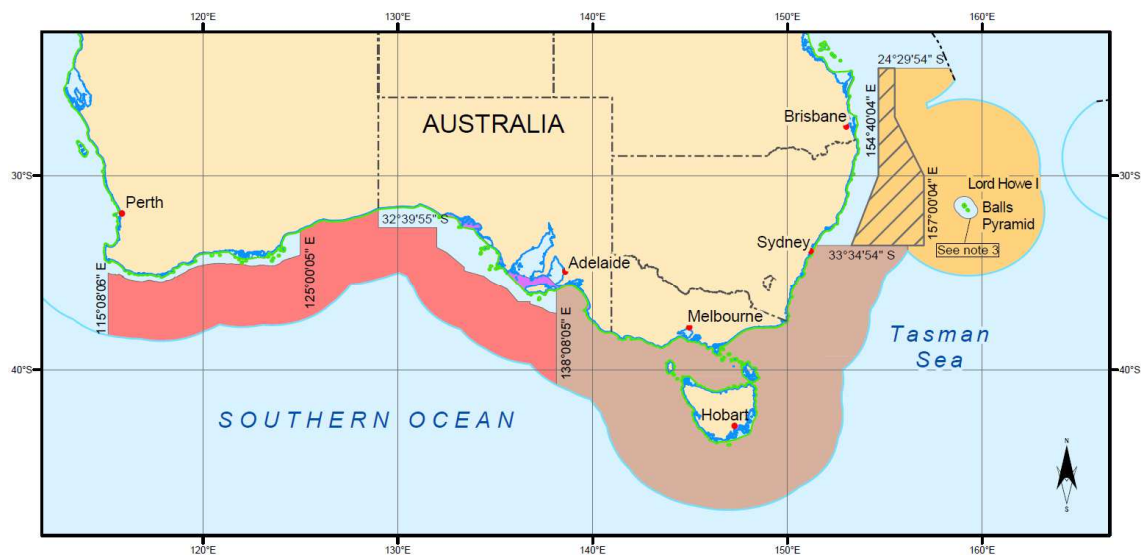 120°E
130°E
140°E
150°E
160°E
24°29'54" S
154°40'04" E
Brisbane
AUSTRALIA
30°S
30°S
Perth
32°39'55" S
157°00'04" E
Lord Howe I
Balls
Pyramid
See note 3
Sydney
33°34'54" S
Adelaide
115°08'06" E
125°00'05" E
138°08'05" E
Melbourne
Tasman
Sea
40°S
40°S
Hobart
SOUTHERN OCEAN
N
S
120°E
130°E
140°E
150°E
160°E